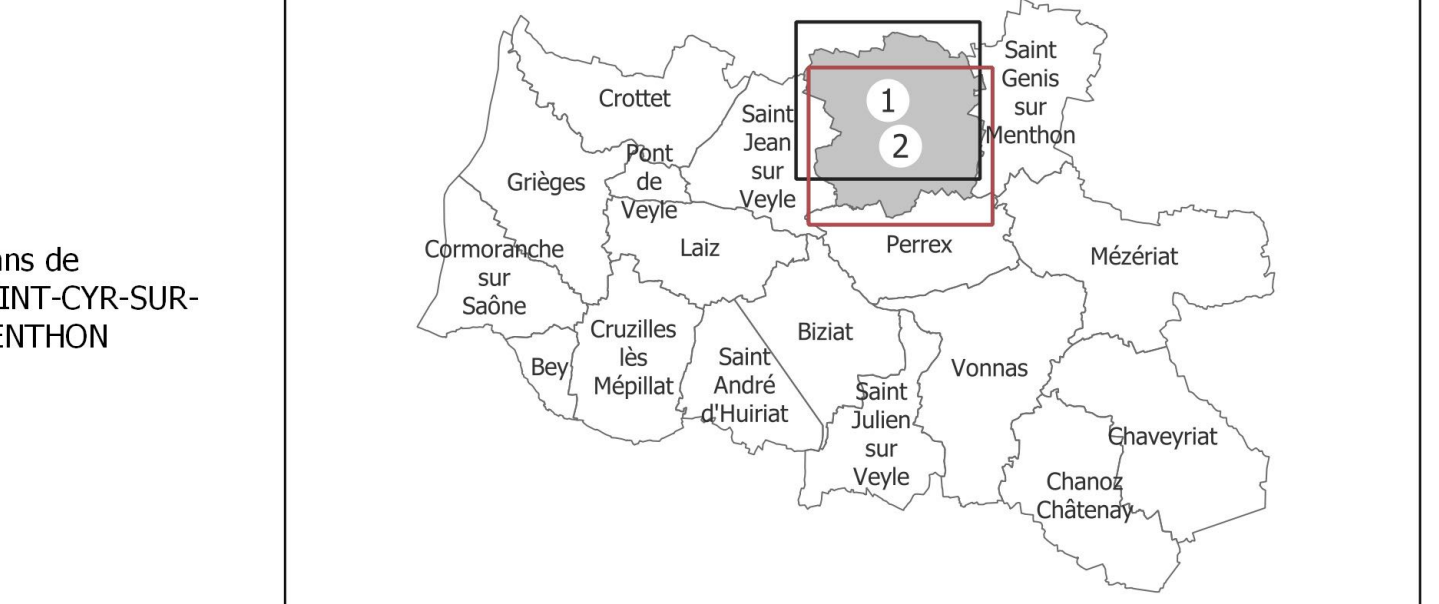 ans de
INT-CYR-SUR-
ENTHON
Crottet
Saint
Jean
sur
Veyle
1
2
Saint
Genis
sur
Menthon
Pont
de
Veyle
Grièges
Cormoranche
sur
Saône
Laiz
Perrex
Mézériat
Bey
Cruzilles
lès
Mépillat
Saint
André
d'Huiriat
Biziat
Saint
Julien
sur
Veyle
Vonnas
Chaveyriat
Chanoz
Châtenay